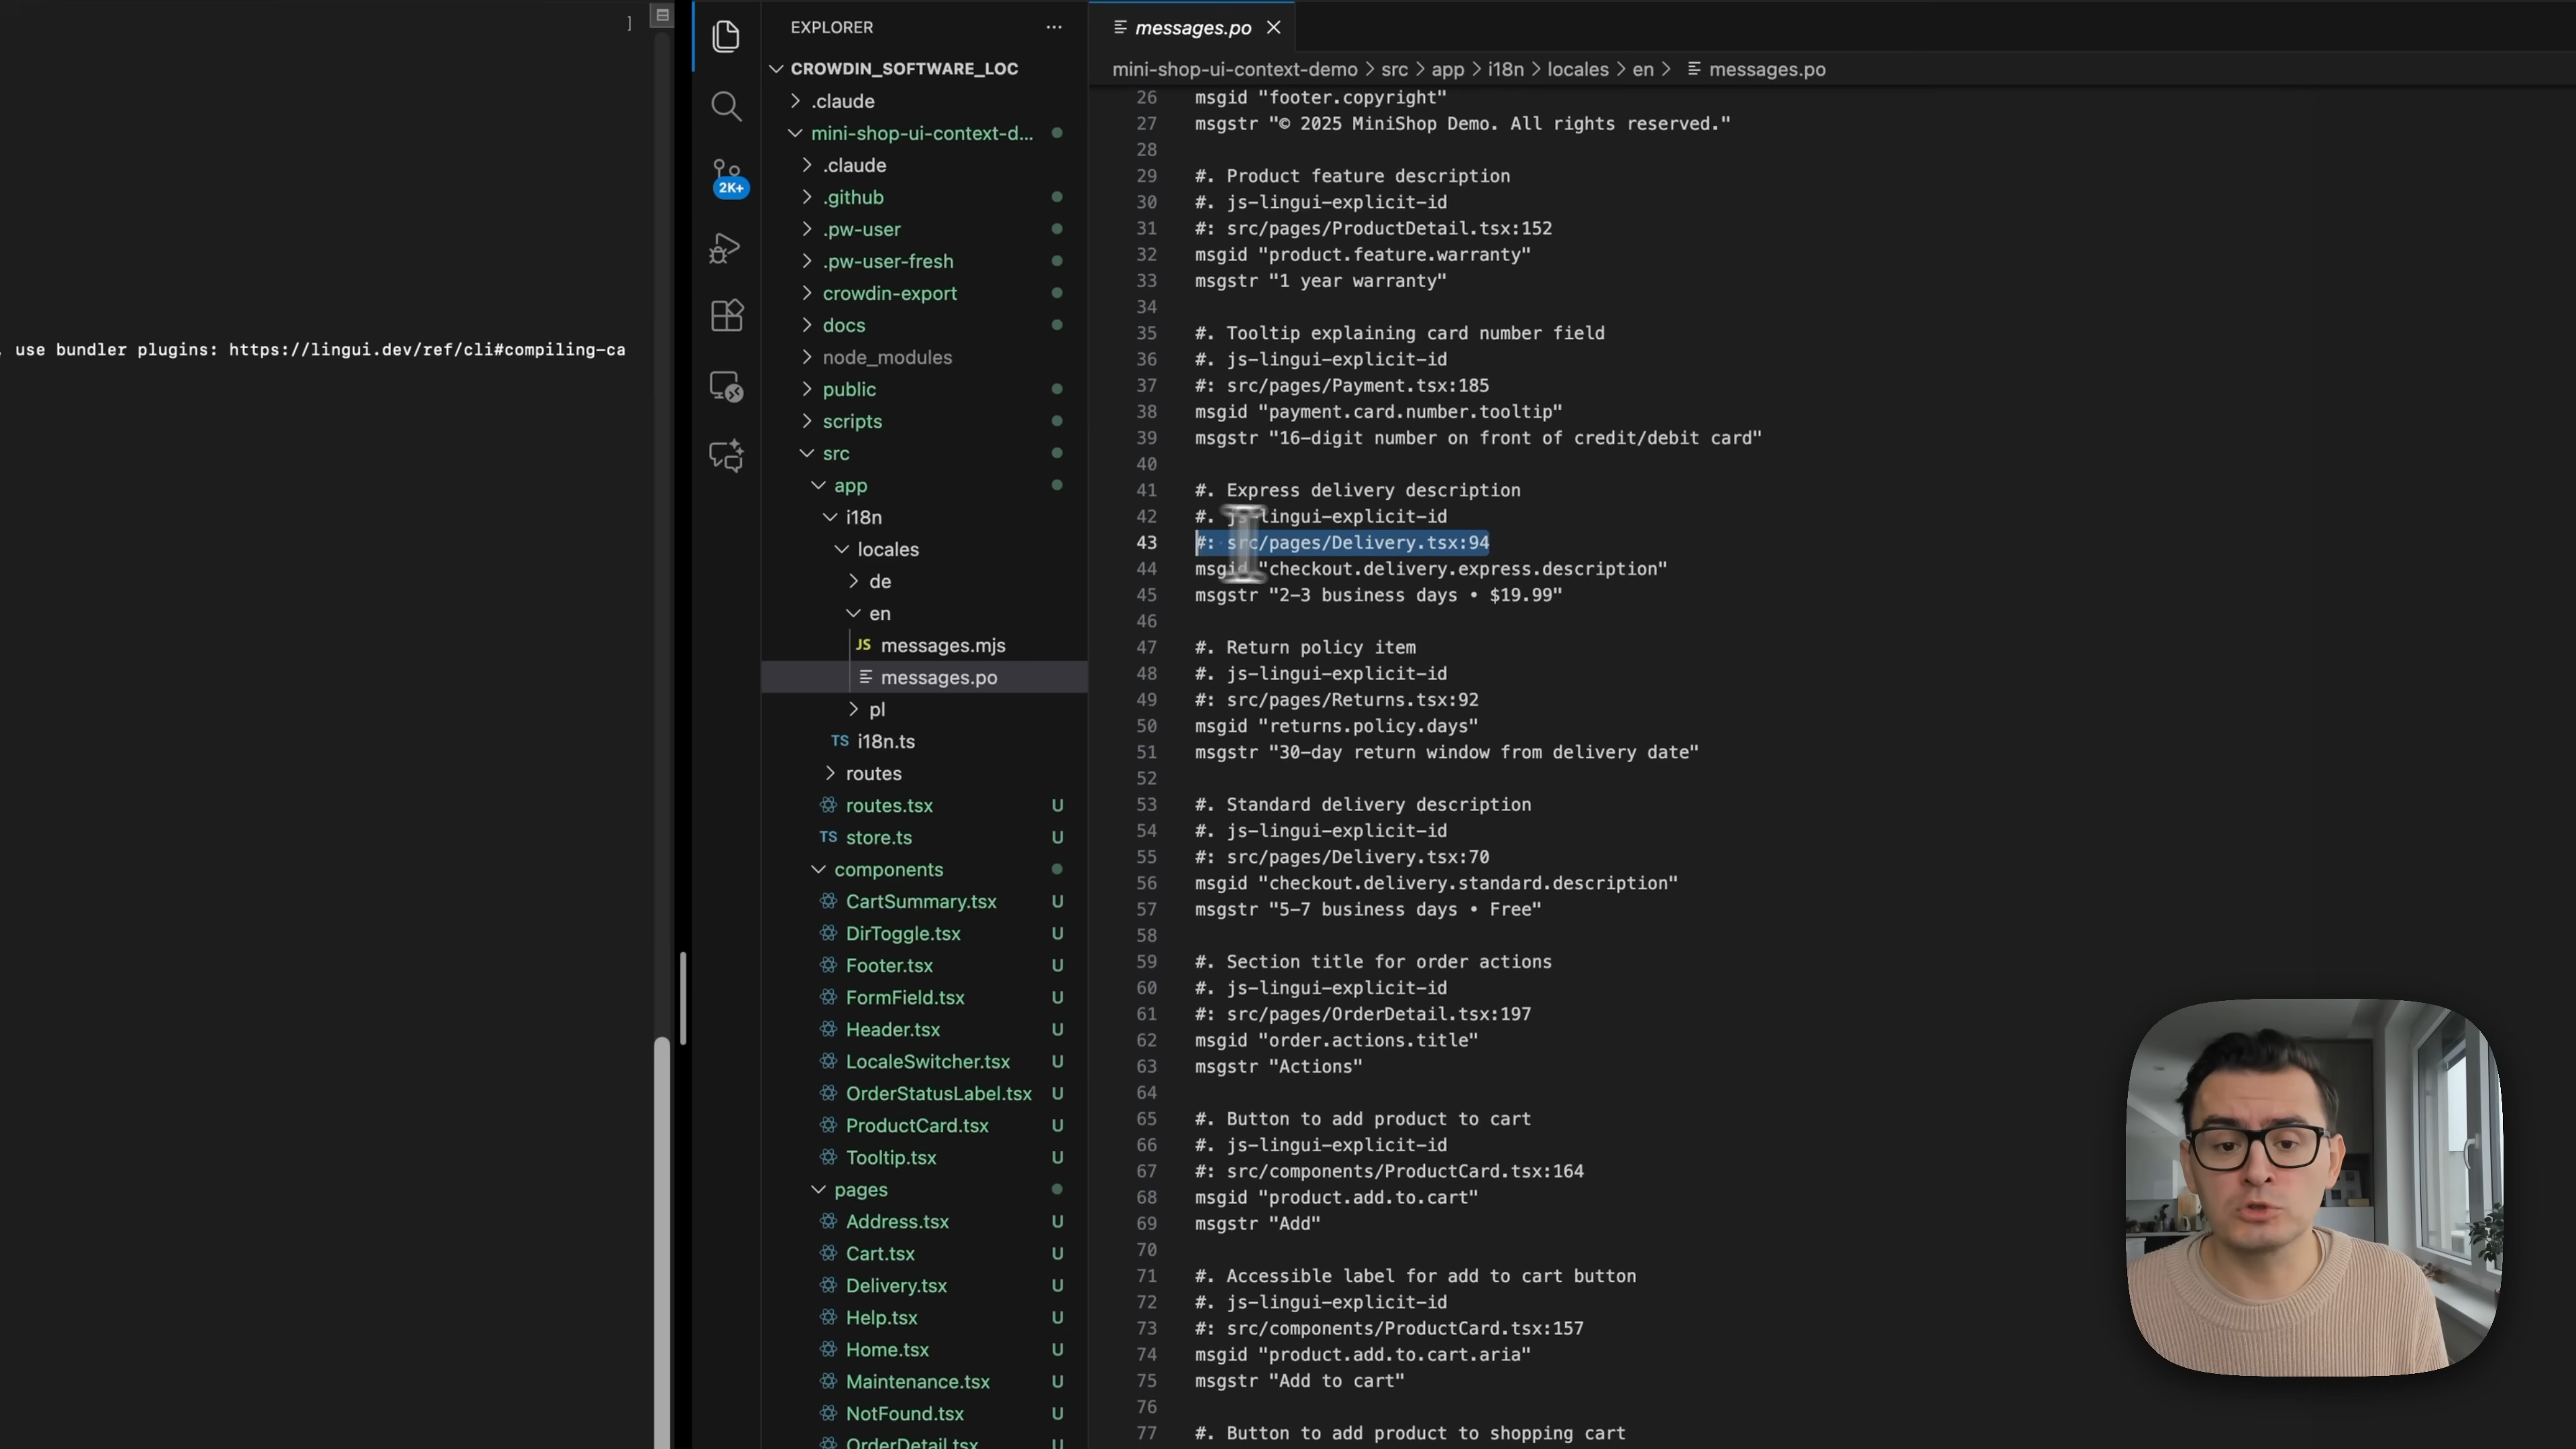 ]
use bundler plugins: https://lingui.dev/ref/cli#compiling-ca
2K+
EXPLORER
CROWDIN_SOFTWARE_LOC
.claude
mini-shop-ui-context-d...
.claude
.github
.pw-user
.pw-user-fresh
crowdin-export
docs
node_modules
public
scripts
src
app
i18n
locales
de
en
JS messages.mjs
messages.po
pl
TS i18n.ts
routes
routes.tsx U
TS store.ts U
components
CartSummary.tsx U
DirToggle.tsx U
Footer.tsx U
FormField.tsx U
Header.tsx U
LocaleSwitcher.tsx U
OrderStatusLabel.tsx U
ProductCard.tsx U
Tooltip.tsx U
pages
Address.tsx U
Cart.tsx U
Delivery.tsx U
Help.tsx U
Home.tsx U
Maintenance.tsx U
NotFound.tsx U
OrderDetail.tsx U
messages.po
mini-shop-ui-context-demo > src > app > i18n > locales > en > messages.po
26 msgid "footer.copyright"
27 msgstr "© 2025 MiniShop Demo. All rights reserved."
28
29 #. Product feature description
30 #. js-lingui-explicit-id
31 #: src/pages/ProductDetail.tsx:152
32 msgid "product.feature.warranty"
33 msgstr "1 year warranty"
34
35 #. Tooltip explaining card number field
36 #. js-lingui-explicit-id
37 #: src/pages/Payment.tsx:185
38 msgid "payment.card.number.tooltip"
39 msgstr "16-digit number on front of credit/debit card"
40
41 #. Express delivery description
42 #. js-lingui-explicit-id
43 #: src/pages/Delivery.tsx:94
44 msgid "checkout.delivery.express.description"
45 msgstr "2-3 business days • $19.99"
46
47 #. Return policy item
48 #. js-lingui-explicit-id
49 #: src/pages/Returns.tsx:92
50 msgid "returns.policy.days"
51 msgstr "30-day return window from delivery date"
52
53 #. Standard delivery description
54 #. js-lingui-explicit-id
55 #: src/pages/Delivery.tsx:70
56 msgid "checkout.delivery.standard.description"
57 msgstr "5-7 business days • Free"
58
59 #. Section title for order actions
60 #. js-lingui-explicit-id
61 #: src/pages/OrderDetail.tsx:197
62 msgid "order.actions.title"
63 msgstr "Actions"
64
65 #. Button to add product to cart
66 #. js-lingui-explicit-id
67 #: src/components/ProductCard.tsx:164
68 msgid "product.add.to.cart"
69 msgstr "Add"
70
71 #. Accessible label for add to cart button
72 #. js-lingui-explicit-id
73 #: src/components/ProductCard.tsx:157
74 msgid "product.add.to.cart.aria"
75 msgstr "Add to cart"
76
77 #. Button to add product to shopping cart